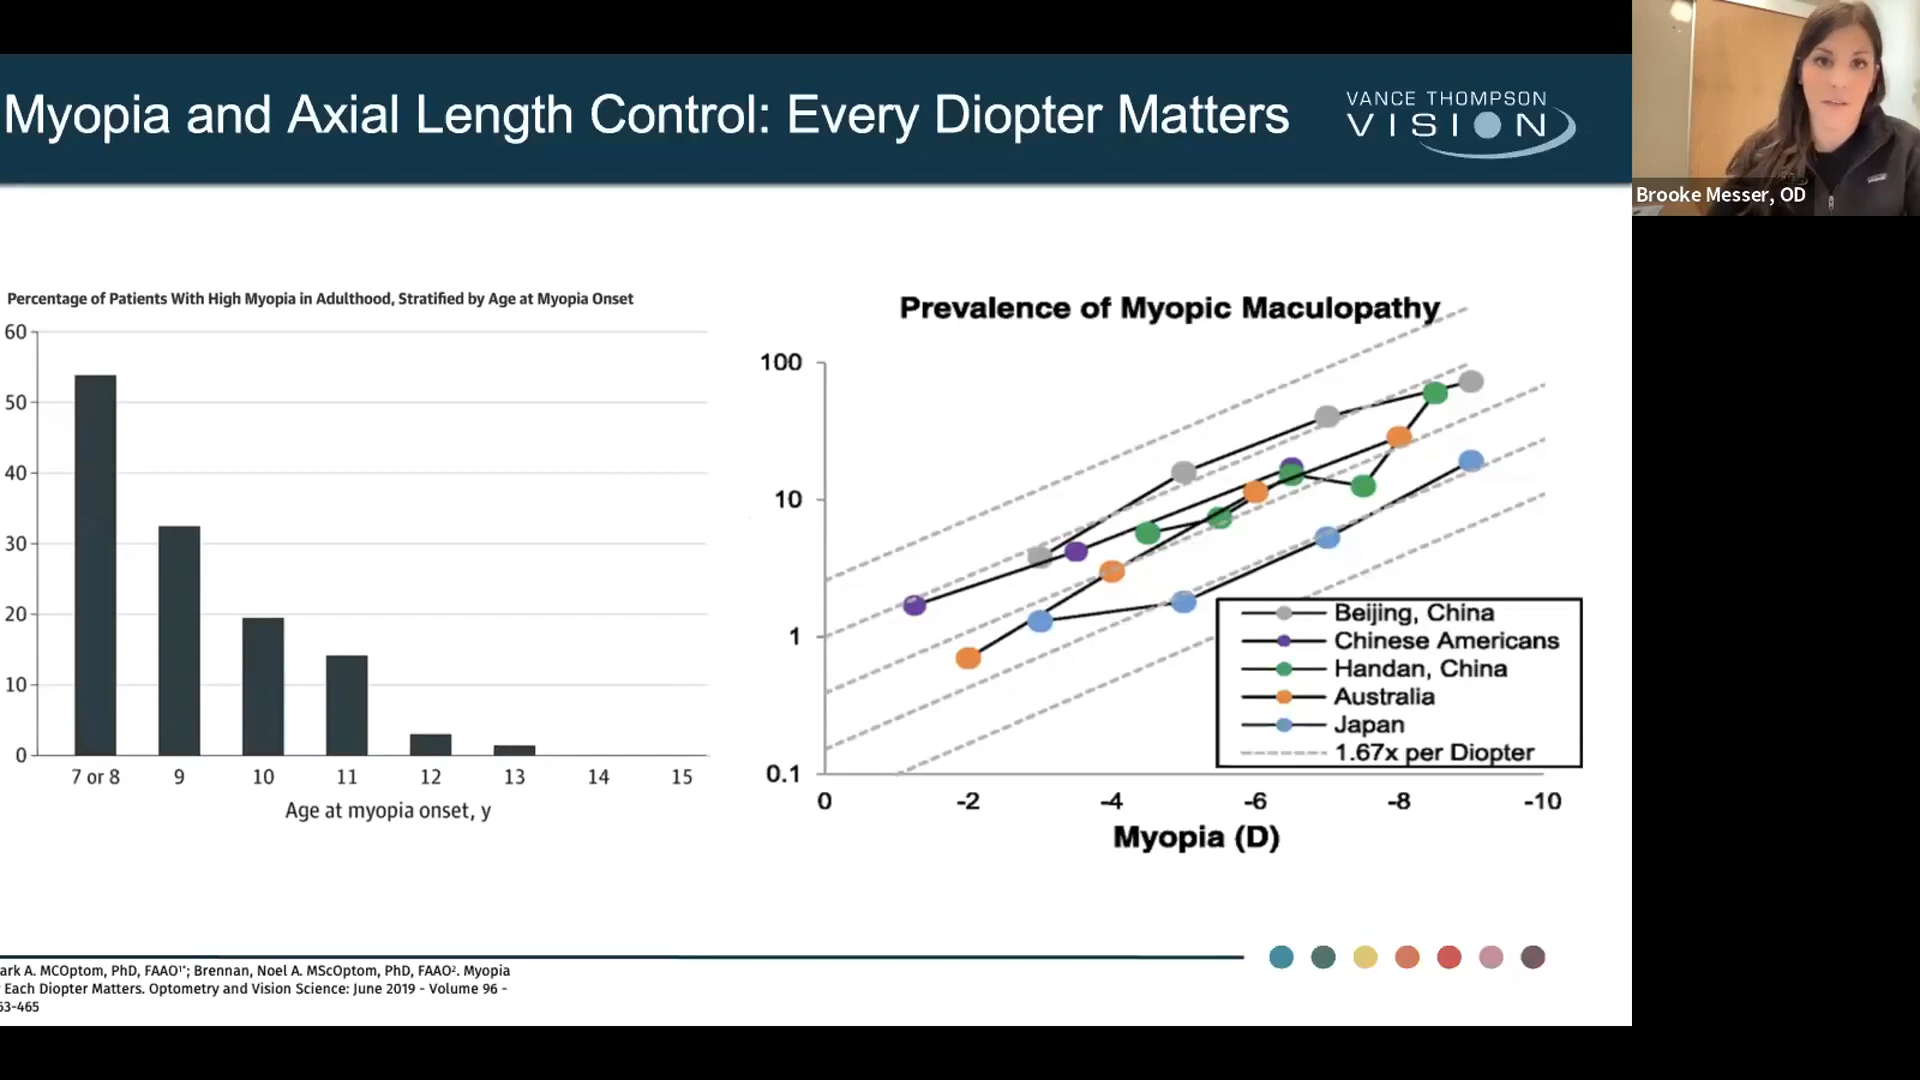 Myopia and Axial Length Control: Every Diopter Matters
VANCE THOMPSON
VISION
Brooke Messer, OD
Percentage of Patients With High Myopia in Adulthood, Stratified by Age at Myopia Onset
60
50
40
30
20
10
0
7 or 8 9 10 11 12 13 14 15
Age at myopia onset, y
Prevalence of Myopic Maculopathy
100
10
1
0.1
0 -2 -4 -6 -8 -10
Myopia (D)
Beijing, China
Chinese Americans
Handan, China
Australia
Japan
1.67x per Diopter
ark A. MCOptom, PhD, FAAO¹*; Brennan, Noel A. MScOptom, PhD, FAAO². Myopia
Each Diopter Matters. Optometry and Vision Science: June 2019 - Volume 96 -
63-465